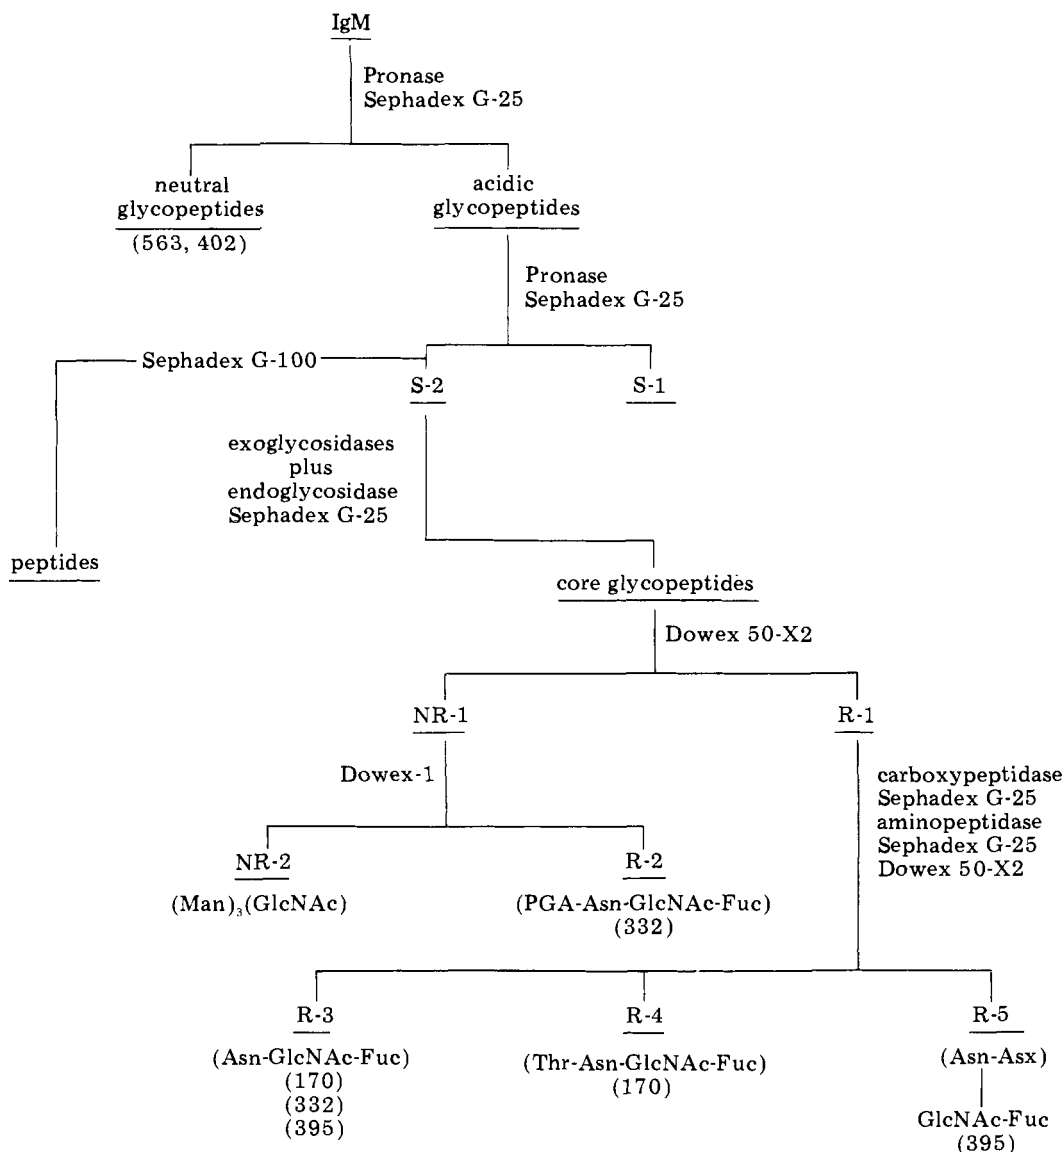 IgM
Pronase
Sephadex G-25
neutral
glycopeptides
(563, 402)
acidic
glycopeptides
Pronase
Sephadex G-25
Sephadex G-100
S-2
S-1
exoglycosidases
plus
endoglycosidase
Sephadex G-25
peptides
core glycopeptides
Dowex 50-X2
NR-1
R-1
Dowex-1
carboxypeptidase
Sephadex G-25
aminopeptidase
Sephadex G-25
Dowex 50-X2
NR-2
(Man)₃(GlcNAc)
R-2
(PGA-Asn-GlcNAc-Fuc)
(332)
R-3
(Asn-GlcNAc-Fuc)
(170)
(332)
(395)
R-4
(Thr-Asn-GlcNAc-Fuc)
(170)
R-5
(Asn-Asx)
GlcNAc-Fuc
(395)